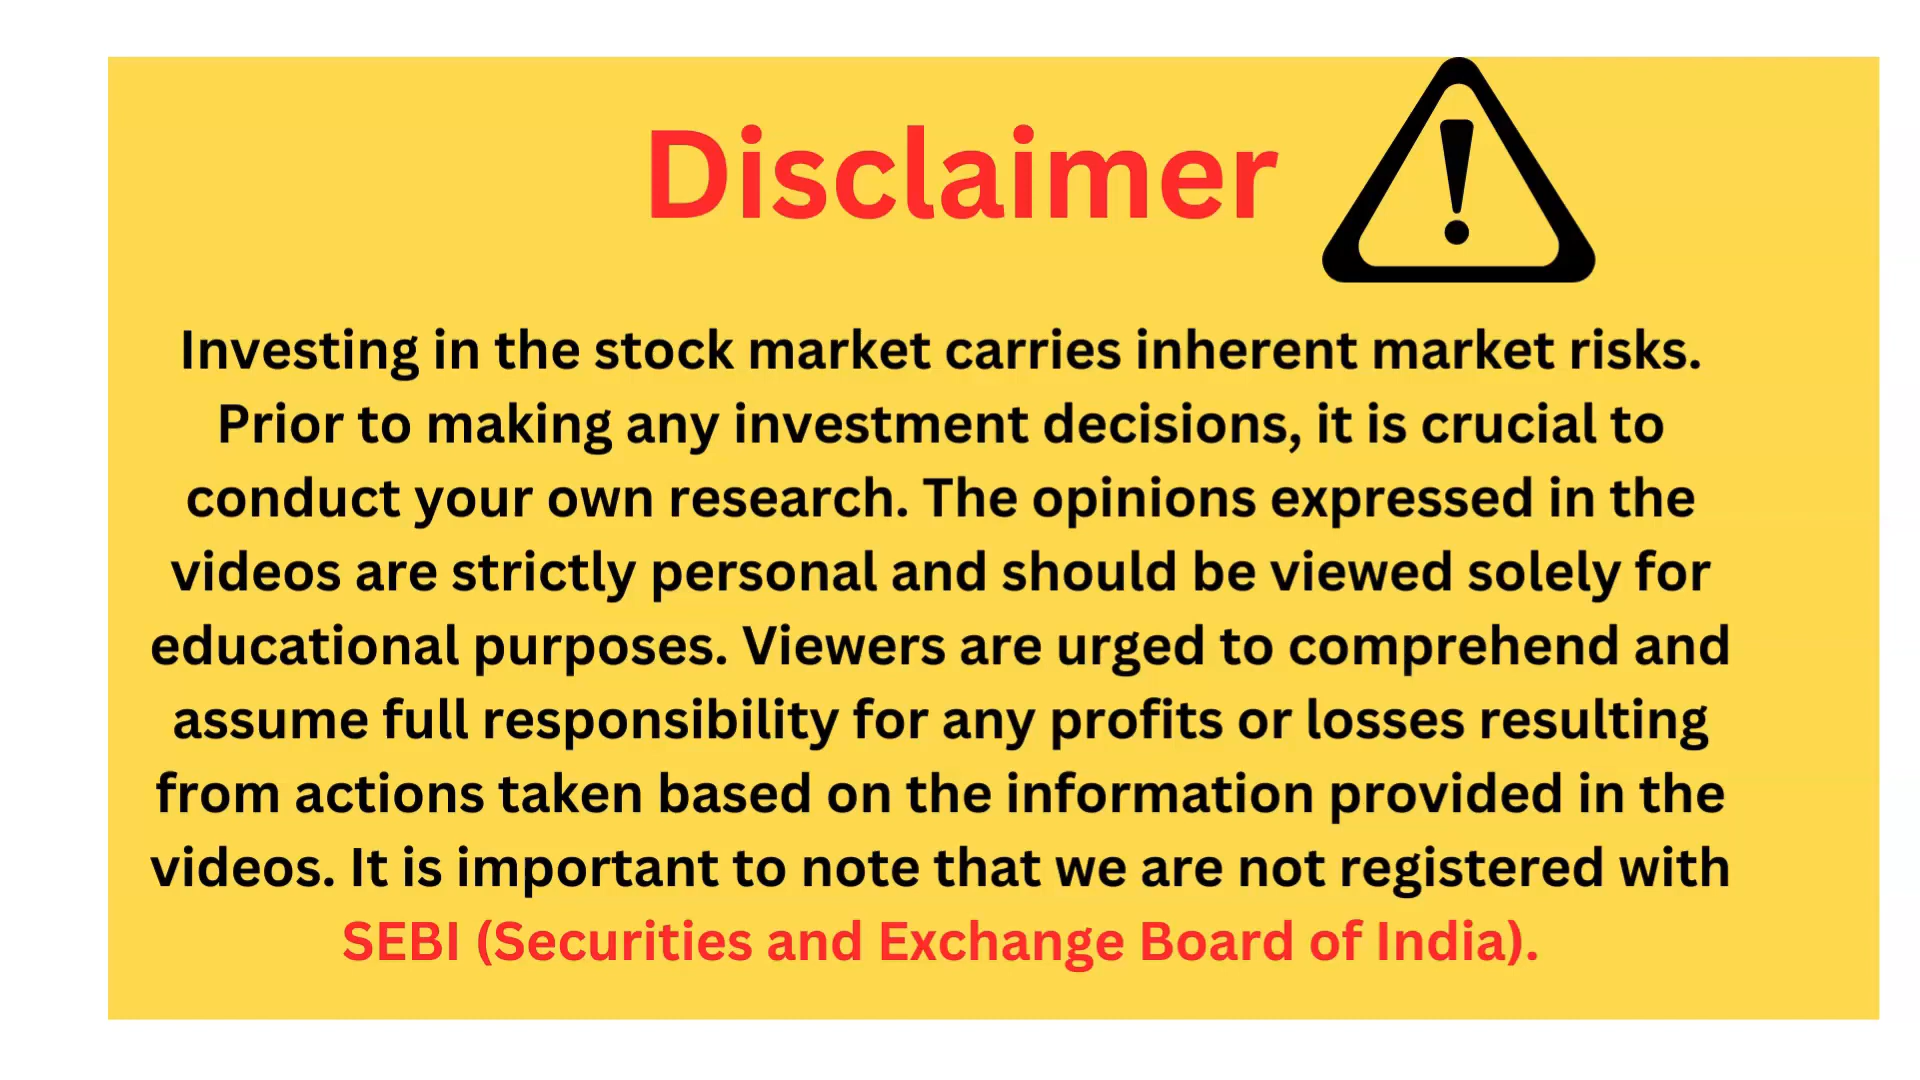 Disclaimer
Investing in the stock market carries inherent market risks.
Prior to making any investment decisions, it is crucial to
conduct your own research. The opinions expressed in the
videos are strictly personal and should be viewed solely for
educational purposes. Viewers are urged to comprehend and
assume full responsibility for any profits or losses resulting
from actions taken based on the information provided in the
videos. It is important to note that we are not registered with
SEBI (Securities and Exchange Board of India).